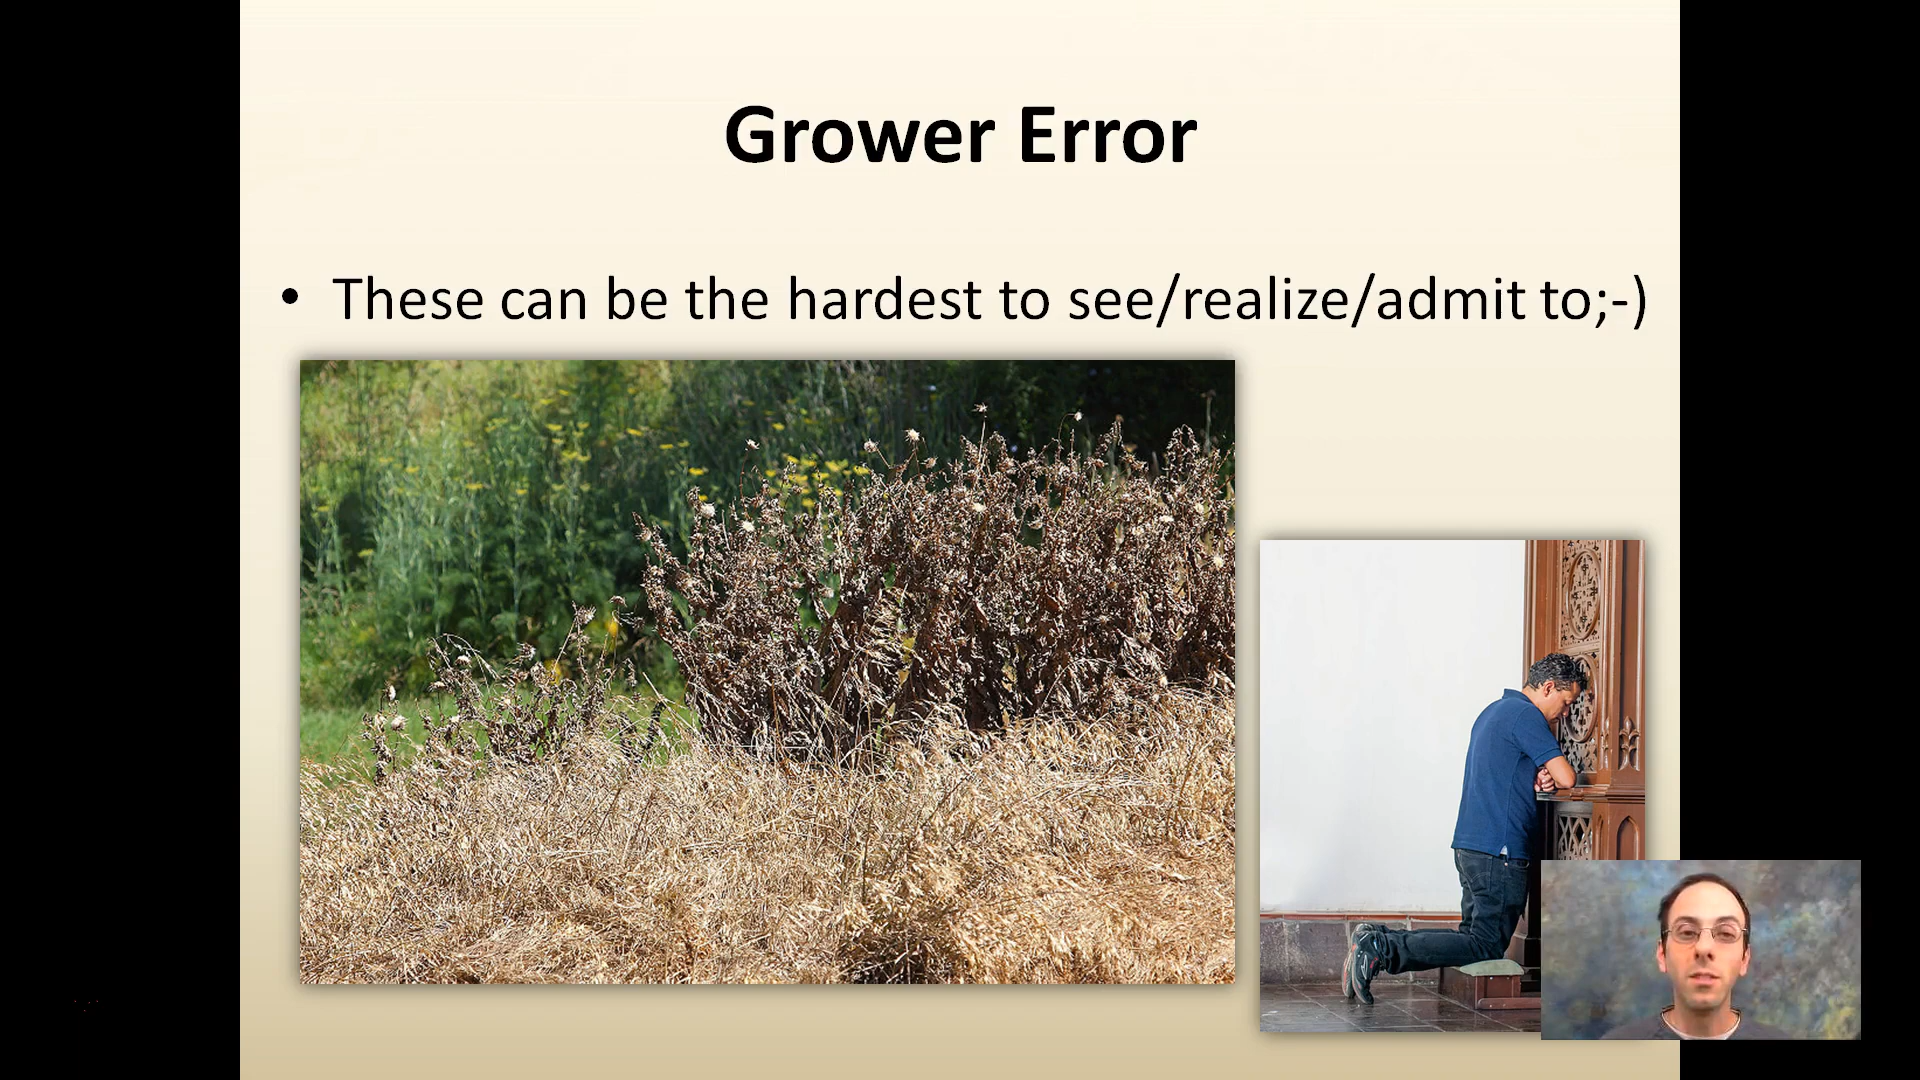 Grower Error
• These can be the hardest to see/realize/admit to;-)